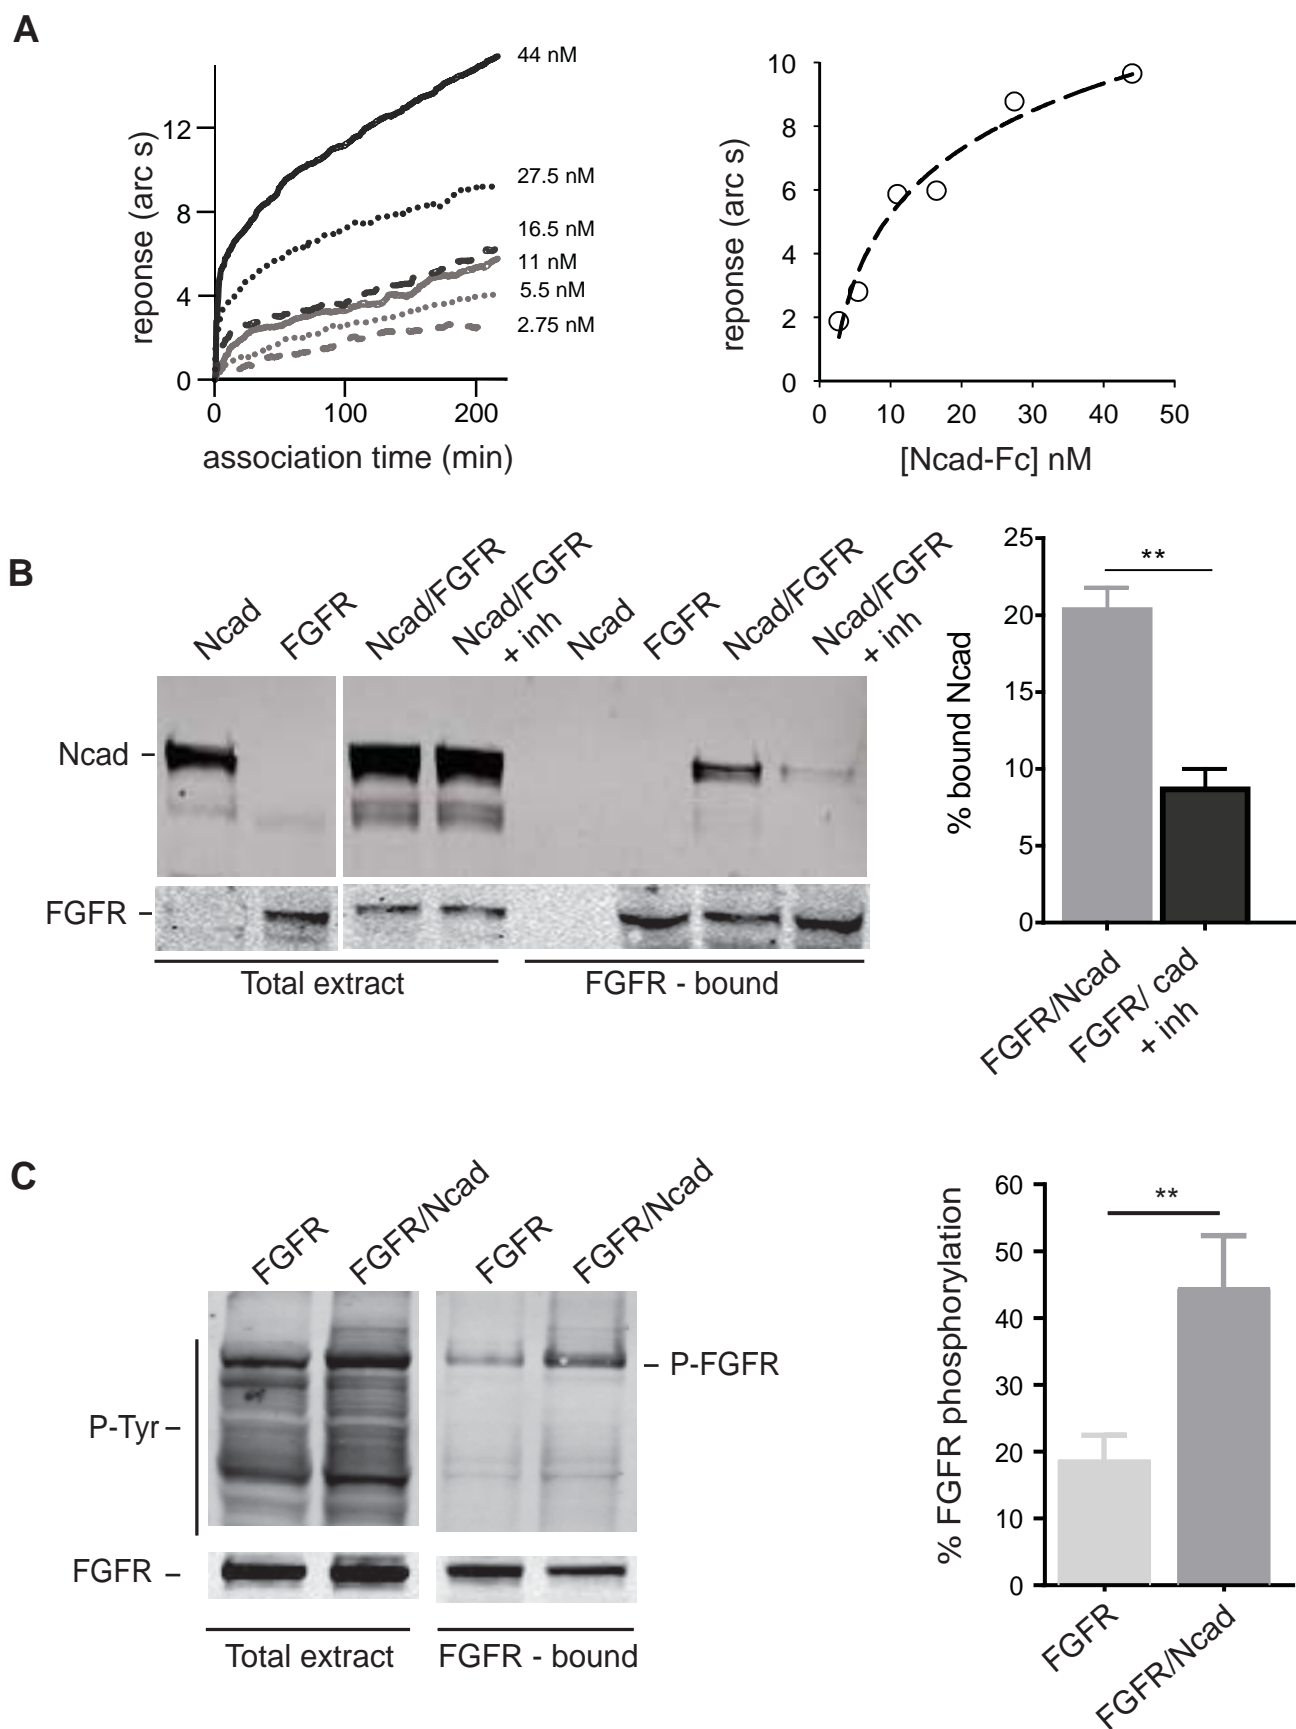 A
44 nM
27.5 nM
16.5 nM
11 nM
5.5 nM
2.75 nM
12
8
4
0
reponse (arc s)
0 100 200
association time (min)
10
8
6
4
2
0
reponse (arc s)
0 10 20 30 40 50
[Ncad-Fc] nM
B
Ncad
FGFR
Ncad/FGFR
Ncad/FGFR
+ inh
Ncad
FGFR
Ncad/FGFR
Ncad/FGFR
+ inh
Ncad –
FGFR –
Total extract
FGFR - bound
25
20
15
10
5
0
% bound Ncad
**
FGFR/Ncad
FGFR/ cad
+ inh
C
FGFR
FGFR/Ncad
FGFR
FGFR/Ncad
– P-FGFR
P-Tyr –
FGFR –
Total extract
FGFR - bound
60
50
40
30
20
10
0
% FGFR phosphorylation
**
FGFR
FGFR/Ncad